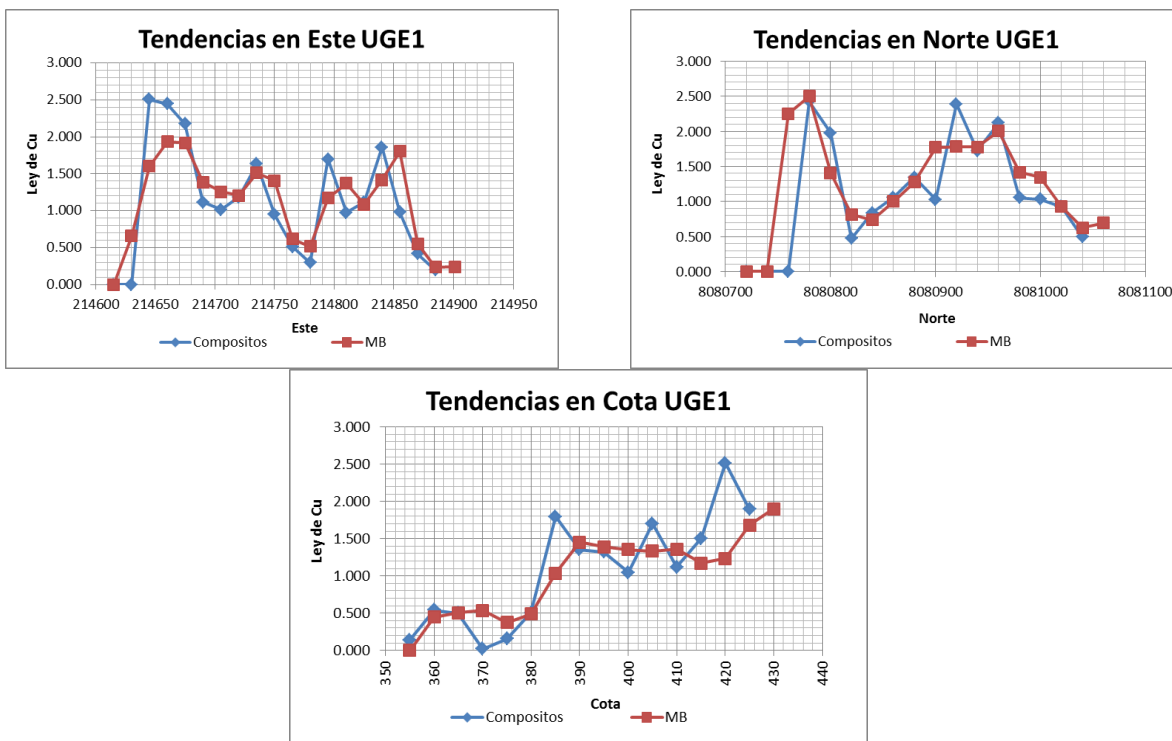 Tendencias en Este UGE1
3.000
2.500
2.000
1.500
1.000
0.500
0.000
Ley de Cu
214600 214650 214700 214750 214800 214850 214900 214950
Este
Compositos MB
Tendencias en Norte UGE1
3.000
2.500
2.000
1.500
1.000
0.500
0.000
Ley de Cu
8080700 8080800 8080900 8081000 8081100
Norte
Compositos MB
Tendencias en Cota UGE1
3.000
2.500
2.000
1.500
1.000
0.500
0.000
Ley de Cu
350 360 370 380 390 400 410 420 430 440
Cota
Compositos MB